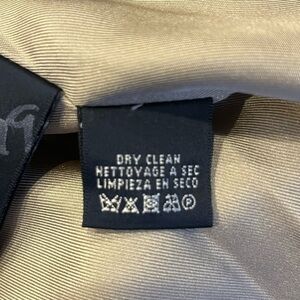 DRY CLEAN
NETTOYAGE A SEC
LIMPIEZA EN SECO